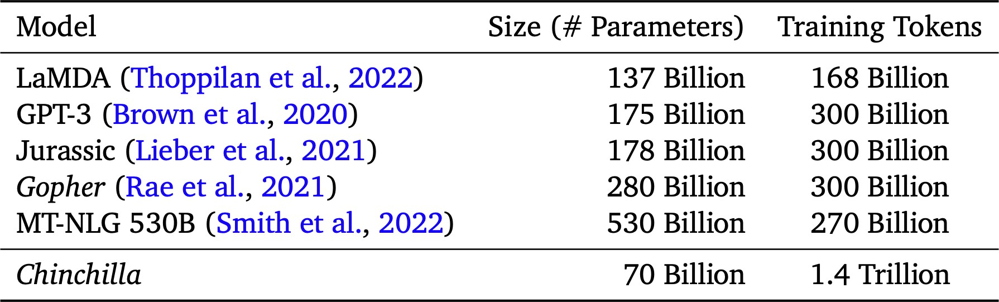 Model Size (# Parameters) Training Tokens
LaMDA (Thoppilan et al., 2022) 137 Billion 168 Billion
GPT-3 (Brown et al., 2020) 175 Billion 300 Billion
Jurassic (Lieber et al., 2021) 178 Billion 300 Billion
Gopher (Rae et al., 2021) 280 Billion 300 Billion
MT-NLG 530B (Smith et al., 2022) 530 Billion 270 Billion
Chinchilla 70 Billion 1.4 Trillion